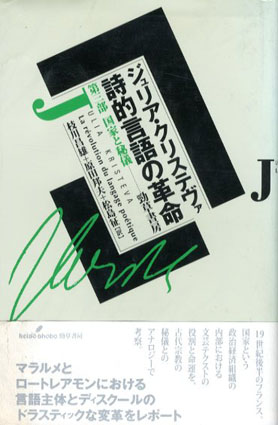 ジュリア・クリステヴァ
詩的言語の革命
勁草書房
第三部 国家と秘儀
JULIA KRISTEVA
La révolution du langage poétique
枝川昌雄+原田邦夫+松島征[訳]
J
keisōshobo 勁草書房
19世紀後半のフランス、
国家という
政治経済組織の
内部における
文芸テクストの
役割と命運を、
古代宗教の
秘儀との
アナロジーで
考察。
マラルメと
ロートレアモンにおける
言語主体とディスクールの
ドラスティックな変革をレポート